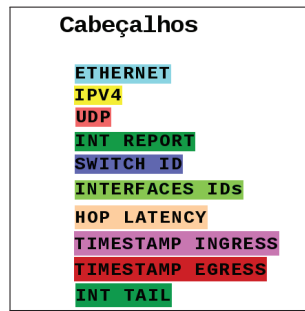 Cabeçalhos
ETHERNET
IPV4
UDP
INT REPORT
SWITCH ID
INTERFACES IDs
HOP LATENCY
TIMESTAMP INGRESS
TIMESTAMP EGRESS
INT TAIL